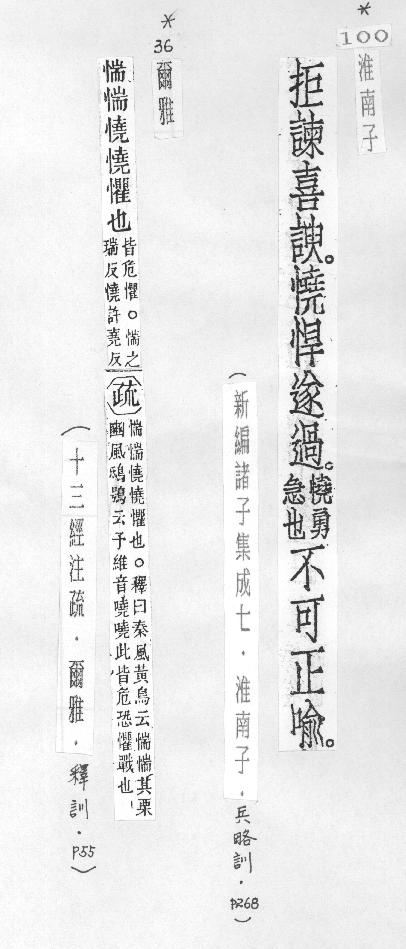 *
100
淮南子
拒諫喜諛。憢悍遂過。憢勇急也不可正喻。
(新編諸子集成七．淮南子．兵略訓．P268)
*
36
爾雅
惴惴憢憢懼也皆危懼。惴之瑞反憢許堯反(疏)惴惴憢憢懼也。釋曰秦風黃鳥云惴惴其栗豳風鴟鴞云予維音嘵嘵此皆危恐懼戰也
(十三經注疏．爾雅．釋訓．P55)